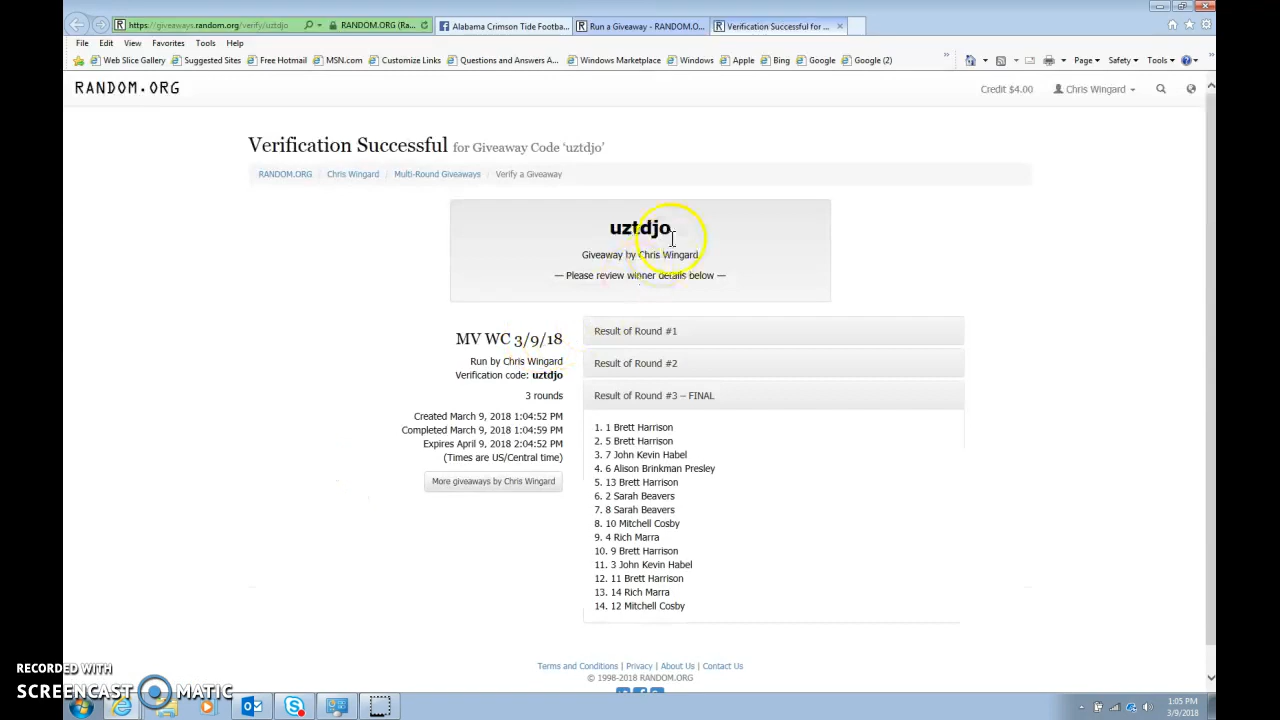 https://giveaways.random.org/verify/uztdjo
RANDOM.ORG (Ra...
Alabama Crimson Tide Footba...
Run a Giveaway - RANDOM.O...
Verification Successful for ...
File Edit View Favorites Tools Help
Web Slice Gallery Suggested Sites Free Hotmail MSN.com Customize Links Questions and Answers A... Windows Marketplace Windows Apple Bing Google Google (2)
Page Safety Tools
RANDOM.ORG
Credit $4.00 Chris Wingard
Verification Successful for Giveaway Code ‘uztdjo’
RANDOM.ORG / Chris Wingard / Multi-Round Giveaways / Verify a Giveaway
uztdjo
Giveaway by Chris Wingard
— Please review winner details below —
MV WC 3/9/18
Run by Chris Wingard
Verification code: uztdjo
3 rounds
Created March 9, 2018 1:04:52 PM
Completed March 9, 2018 1:04:59 PM
Expires April 9, 2018 2:04:52 PM
(Times are US/Central time)
More giveaways by Chris Wingard
Result of Round #1
Result of Round #2
Result of Round #3 – FINAL
1. 1 Brett Harrison
2. 5 Brett Harrison
3. 7 John Kevin Habel
4. 6 Alison Brinkman Presley
5. 13 Brett Harrison
6. 2 Sarah Beavers
7. 8 Sarah Beavers
8. 10 Mitchell Cosby
9. 4 Rich Marra
10. 9 Brett Harrison
11. 3 John Kevin Habel
12. 11 Brett Harrison
13. 14 Rich Marra
14. 12 Mitchell Cosby
Terms and Conditions | Privacy | About Us | Contact Us
© 1998-2018 RANDOM.ORG
RECORDED WITH
SCREENCAST MATIC
1:05 PM
3/9/2018